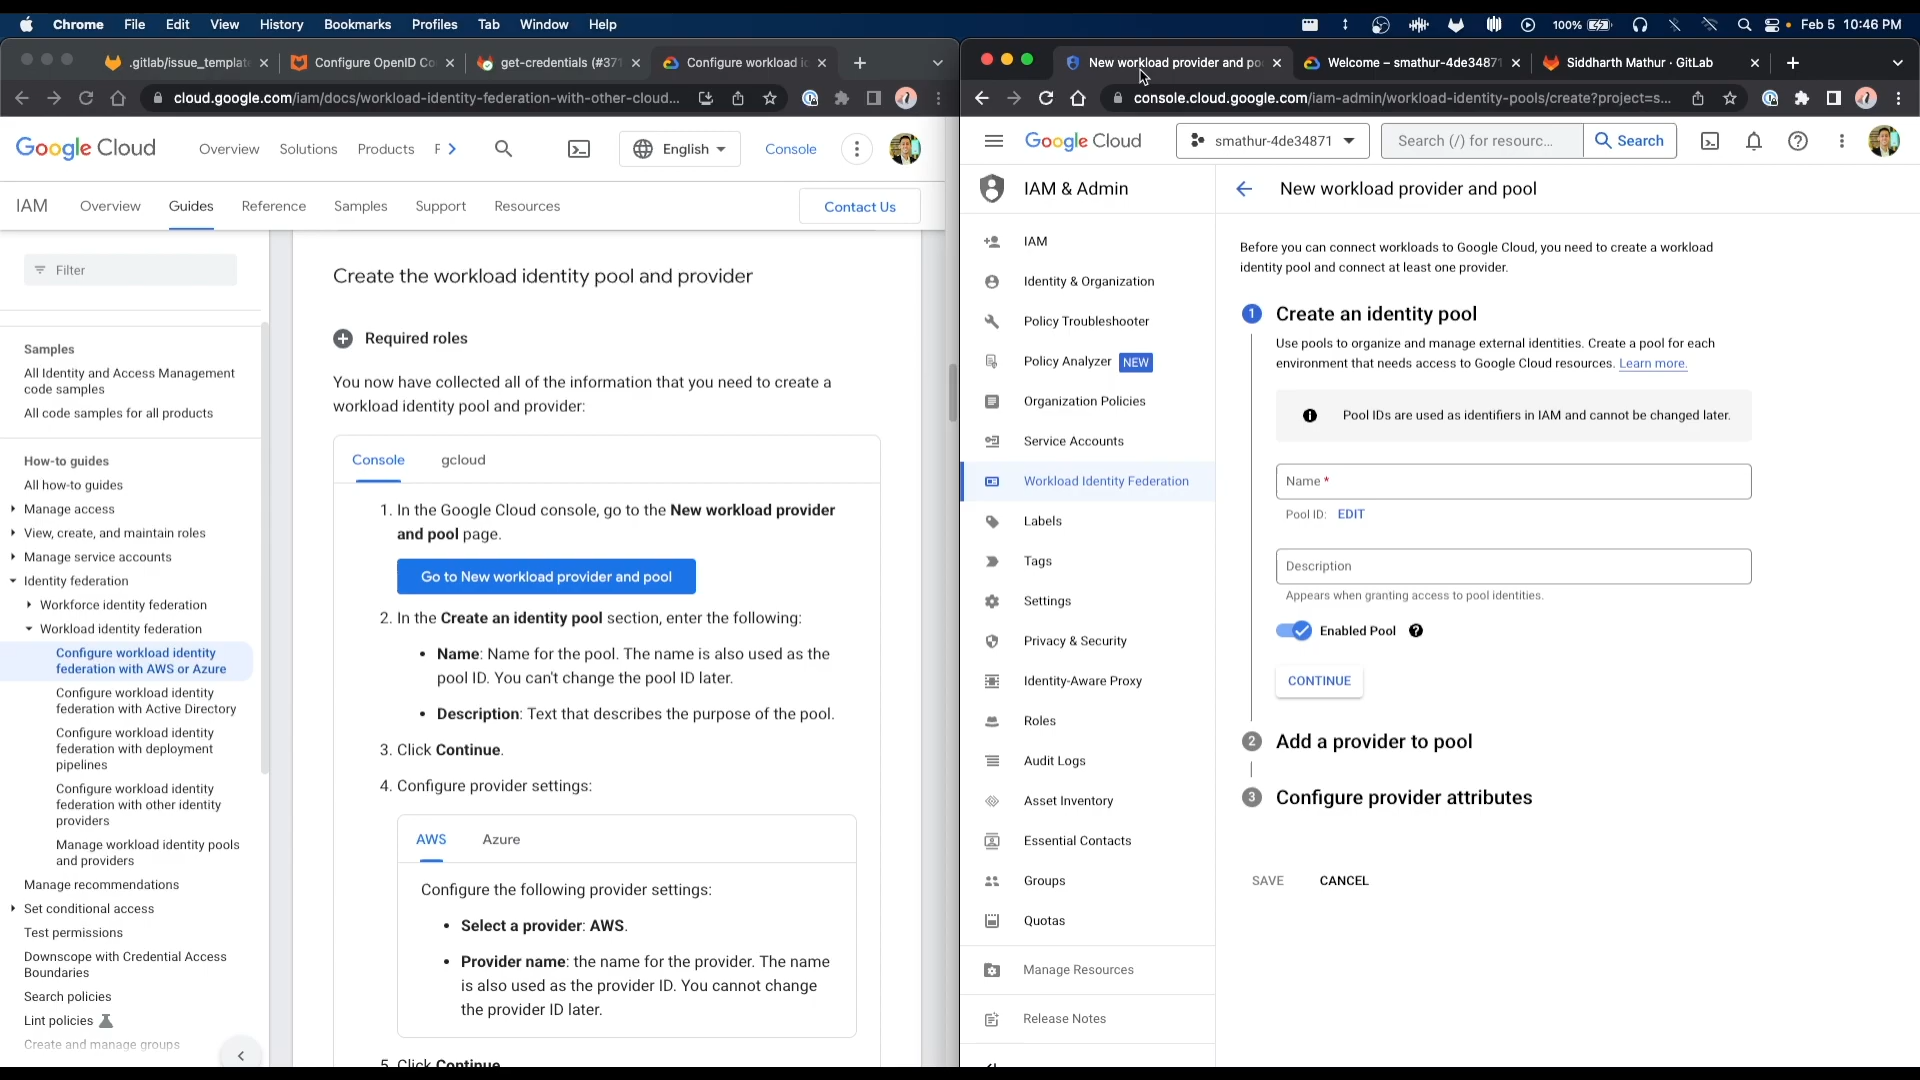 Chrome File Edit View History Bookmarks Profiles Tab Window Help
100% Feb 5 10:46 PM
.gitlab/issue_templat
Configure OpenID Co
get-credentials (#371
Configure workload i
cloud.google.com/iam/docs/workload-identity-federation-with-other-cloud...
Google Cloud
Overview Solutions Products
English
Console
IAM Overview Guides Reference Samples Support Resources
Contact Us
Filter
Samples
All Identity and Access Management
code samples
All code samples for all products
How-to guides
All how-to guides
Manage access
View, create, and maintain roles
Manage service accounts
Identity federation
Workforce identity federation
Workload identity federation
Configure workload identity
federation with AWS or Azure
Configure workload identity
federation with Active Directory
Configure workload identity
federation with deployment
pipelines
Configure workload identity
federation with other identity
providers
Manage workload identity pools
and providers
Manage recommendations
Set conditional access
Test permissions
Downscope with Credential Access
Boundaries
Search policies
Lint policies
Create and manage groups
Create the workload identity pool and provider
Required roles
You now have collected all of the information that you need to create a
workload identity pool and provider:
Console gcloud
1. In the Google Cloud console, go to the New workload provider
and pool page.
Go to New workload provider and pool
2. In the Create an identity pool section, enter the following:
• Name: Name for the pool. The name is also used as the
pool ID. You can't change the pool ID later.
• Description: Text that describes the purpose of the pool.
3. Click Continue.
4. Configure provider settings:
AWS Azure
Configure the following provider settings:
• Select a provider: AWS.
• Provider name: the name for the provider. The name
is also used as the provider ID. You cannot change
the provider ID later.
5. Click Continue
New workload provider and po
Welcome – smathur-4de3487
Siddharth Mathur · GitLab
console.cloud.google.com/iam-admin/workload-identity-pools/create?project=s...
Google Cloud
smathur-4de34871
Search (/) for resourc...
Search
IAM & Admin
IAM
Identity & Organization
Policy Troubleshooter
Policy Analyzer NEW
Organization Policies
Service Accounts
Workload Identity Federation
Labels
Tags
Settings
Privacy & Security
Identity-Aware Proxy
Roles
Audit Logs
Asset Inventory
Essential Contacts
Groups
Quotas
Manage Resources
Release Notes
New workload provider and pool
Before you can connect workloads to Google Cloud, you need to create a workload
identity pool and connect at least one provider.
1 Create an identity pool
Use pools to organize and manage external identities. Create a pool for each
environment that needs access to Google Cloud resources. Learn more.
Pool IDs are used as identifiers in IAM and cannot be changed later.
Name *
Pool ID: EDIT
Description
Appears when granting access to pool identities.
Enabled Pool
CONTINUE
2 Add a provider to pool
3 Configure provider attributes
SAVE CANCEL